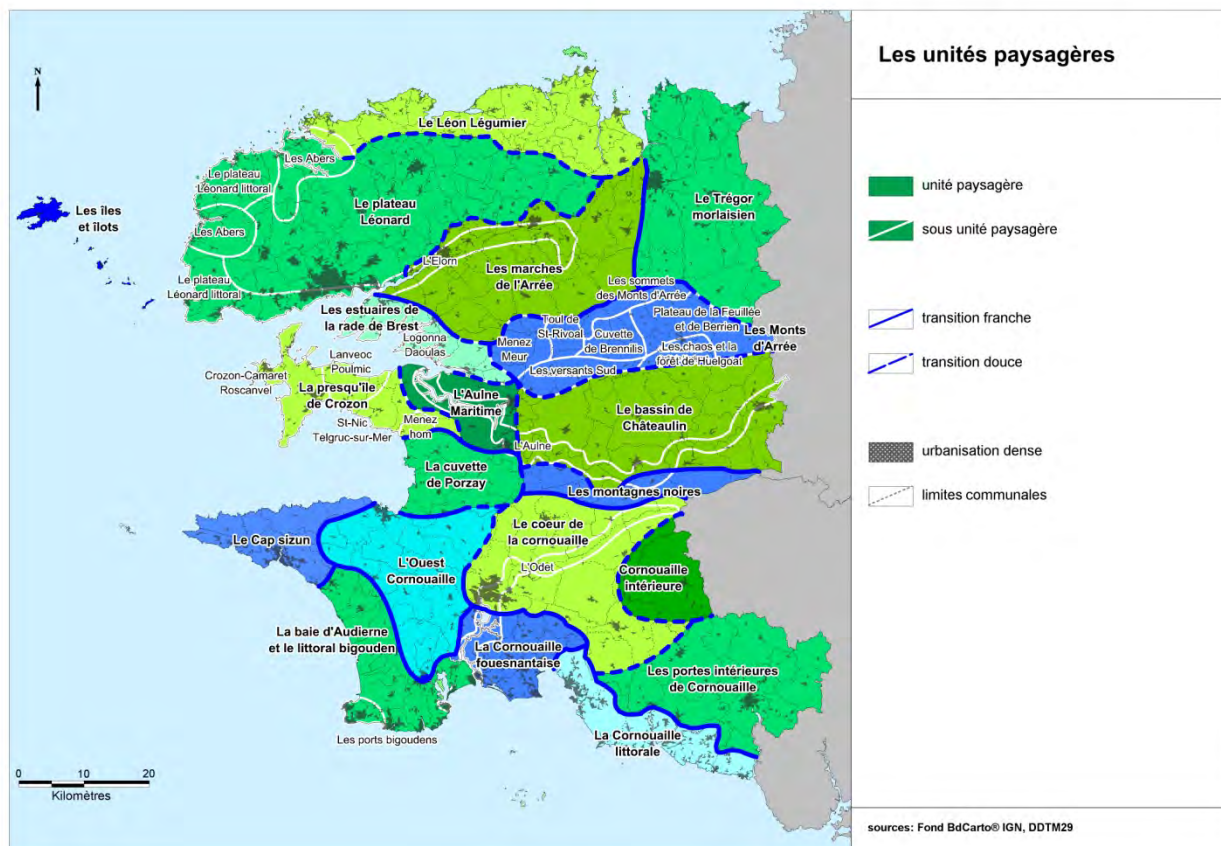 Les unités paysagères
N
Le Léon Légumier
Les Abers
Le plateau
Léonard littoral
Le plateau
Léonard
Le Trégor
morlaisien
Les îles
et îlots
Les Abers
L'Elorn
Les marches
de l'Arrée
Le plateau
Léonard littoral
Les sommets
des Monts d'Arrée
Les estuaires de
la rade de Brest
Toul de
St-Rivoal
Plateau de la Feuillée
et de Berrien
Logonna
Daoulas
Menez
Meur
Cuvette
de Brennilis
Les chaos et la
forêt de Huelgoat
Les Monts
d'Arrée
Lanveoc
Poulmic
Crozon-Camaret
Roscanvel
Les versants Sud
La presqu'île
de Crozon
L'Aulne
Maritime
Le bassin de
Châteaulin
St-Nic
Telgruc-sur-Mer
Menez
hom
L'Aulne
La cuvette
de Porzay
Les montagnes noires
Le Cap sizun
Le coeur de
la cornouaille
L'Ouest
Cornouaille
L'Odet
Cornouaille
intérieure
La baie d'Audierne
et le littoral bigouden
La Cornouaille
fouesnantaise
Les portes intérieures
de Cornouaille
Les ports bigoudens
La Cornouaille
littorale
0 10 20
Kilomètres
unité paysagère
sous unité paysagère
transition franche
transition douce
urbanisation dense
limites communales
sources: Fond BdCarto® IGN, DDTM29